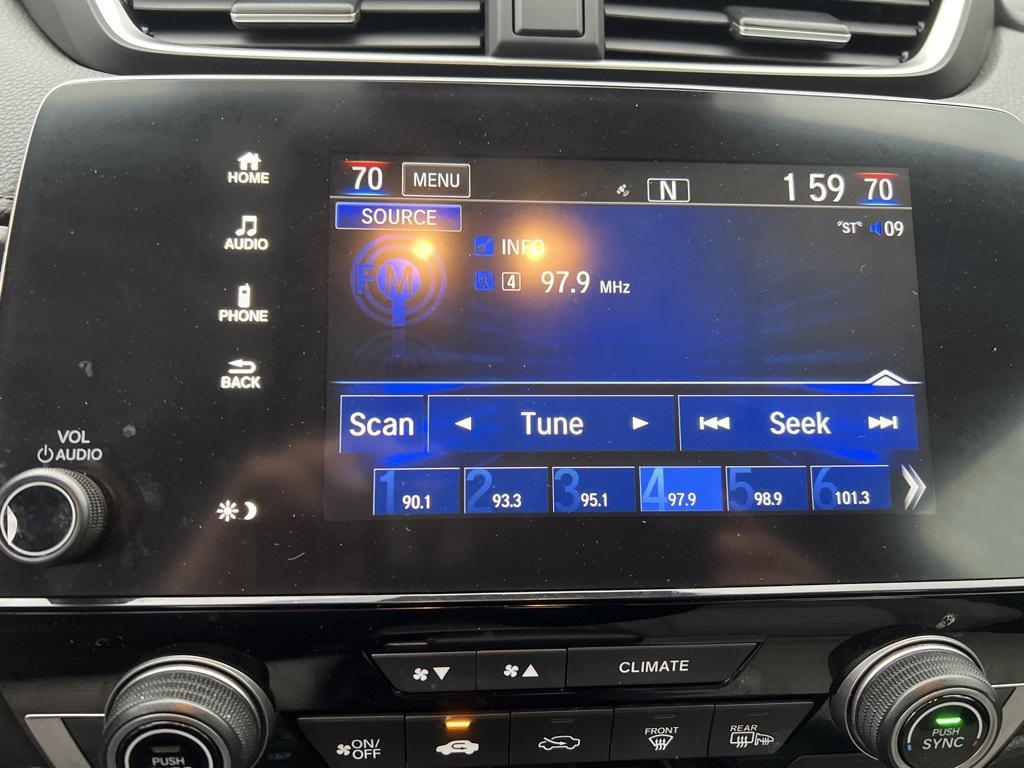 HOME
AUDIO
PHONE
BACK
VOL
AUDIO
70 MENU N 1 59 70
SOURCE
"ST" 09
FM
INFO
4 97.9 MHz
Scan Tune Seek
1 90.1 2 93.3 3 95.1 4 97.9 5 98.9 6 101.3
CLIMATE
ON/
OFF
FRONT
REAR
PUSH
PUSH
SYNC